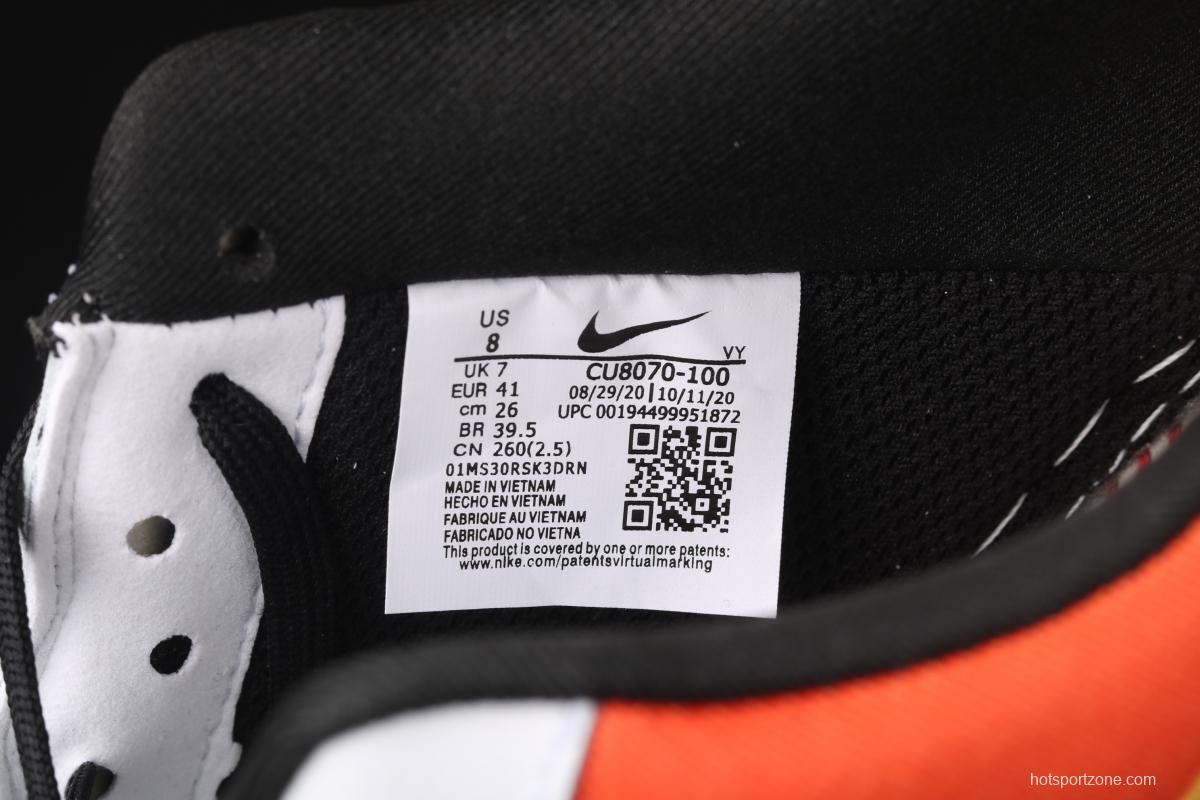 US
8
VY
UK 7
CU8070-100
EUR 41
08/29/20|10/11/20
cm 26
UPC 00194499951872
BR 39.5
CN 260(2.5)
01MS30RSK3DRN
MADE IN VIETNAM
HECHO EN VIETNAM
FABRIQUE AU VIETNAM
FABRICADO NO VIETNA
This product is covered by one or more patents:
www.nike.com/patentsvirtualmarking
hotsportzone.com